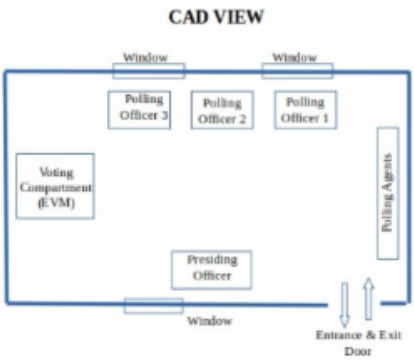 CAD VIEW
Window
Window
Polling
Officer 3
Polling
Officer 2
Polling
Officer 1
Polling Agents
Voting
Compartment
(EVM)
Presiding
Officer
Window
Entrance & Exit
Door